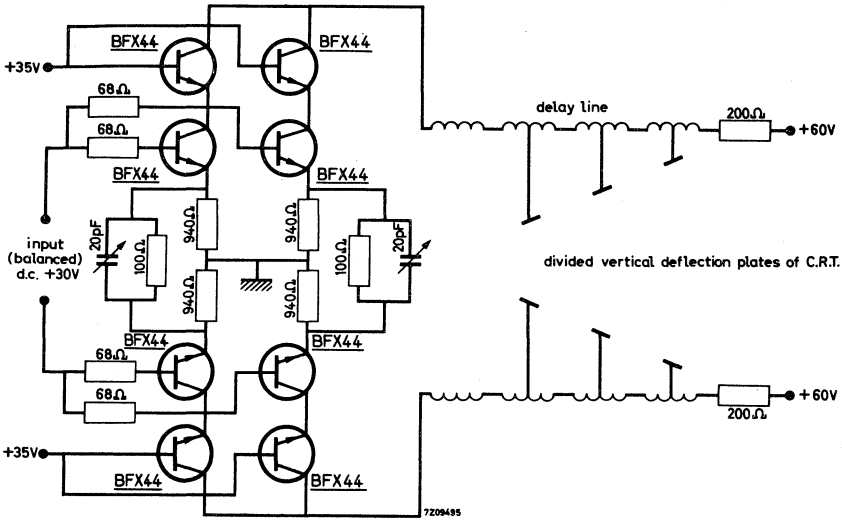 BFX44
BFX44
+35V
68Ω
68Ω
delay line
200Ω
+60V
BFX44
BFX44
20pF
100Ω
940Ω
940Ω
100Ω
20pF
input
(balanced)
d.c. +30V
divided vertical deflection plates of C.R.T.
940Ω
940Ω
BFX44
BFX44
68Ω
68Ω
+60V
200Ω
+35V
BFX44
BFX44
7Z09495